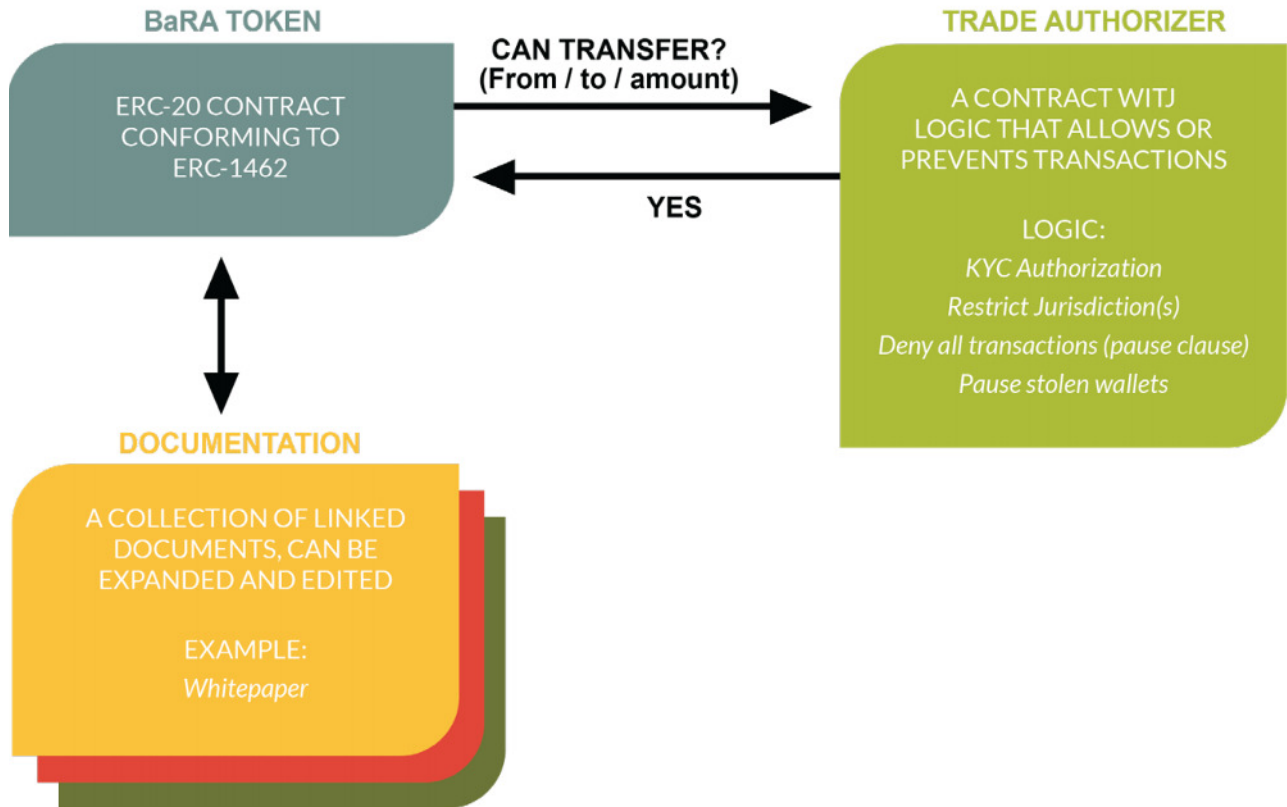 BaRA TOKEN
ERC-20 CONTRACT
CONFORMING TO
ERC-1462
CAN TRANSFER?
(From / to / amount)
YES
TRADE AUTHORIZER
A CONTRACT WITJ
LOGIC THAT ALLOWS OR
PREVENTS TRANSACTIONS
LOGIC:
KYC Authorization
Restrict Jurisdiction(s)
Deny all transactions (pause clause)
Pause stolen wallets
DOCUMENTATION
A COLLECTION OF LINKED
DOCUMENTS, CAN BE
EXPANDED AND EDITED
EXAMPLE:
Whitepaper